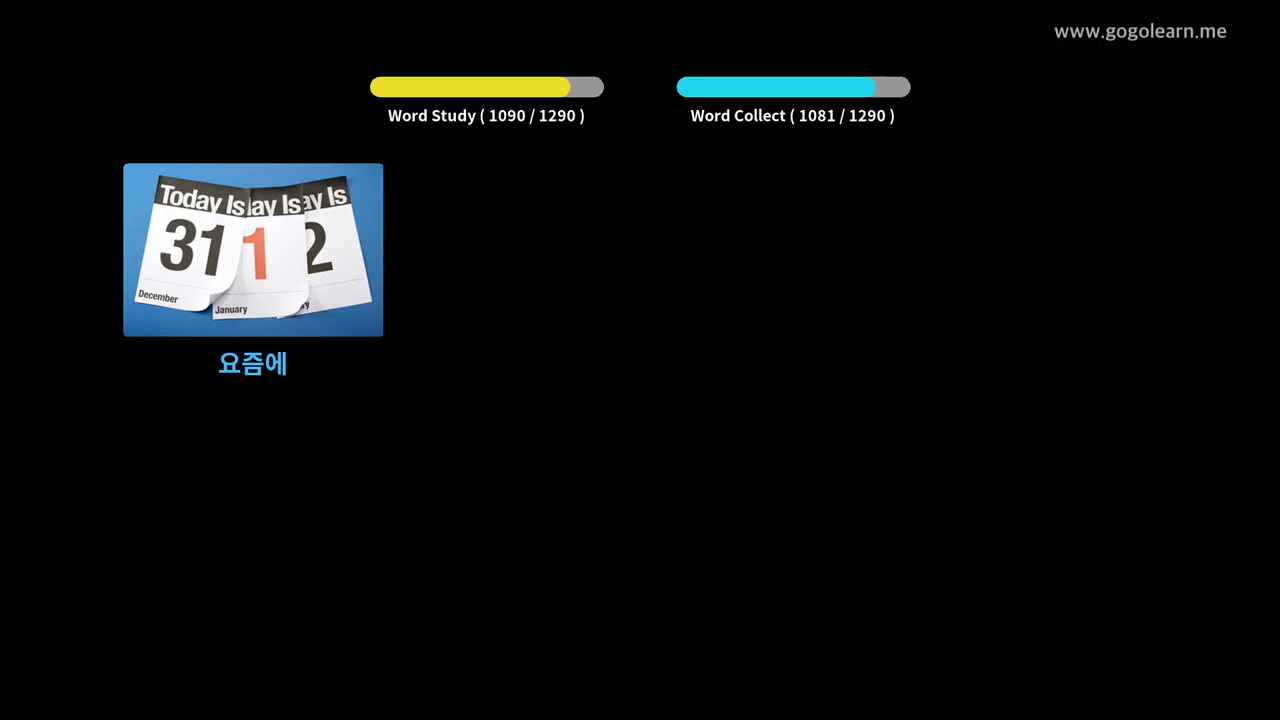 www.gogolearn.me
Word Study ( 1090 / 1290 )
Word Collect ( 1081 / 1290 )
Today Is
ay Is
ay Is
31
1
2
December
January
요즘에